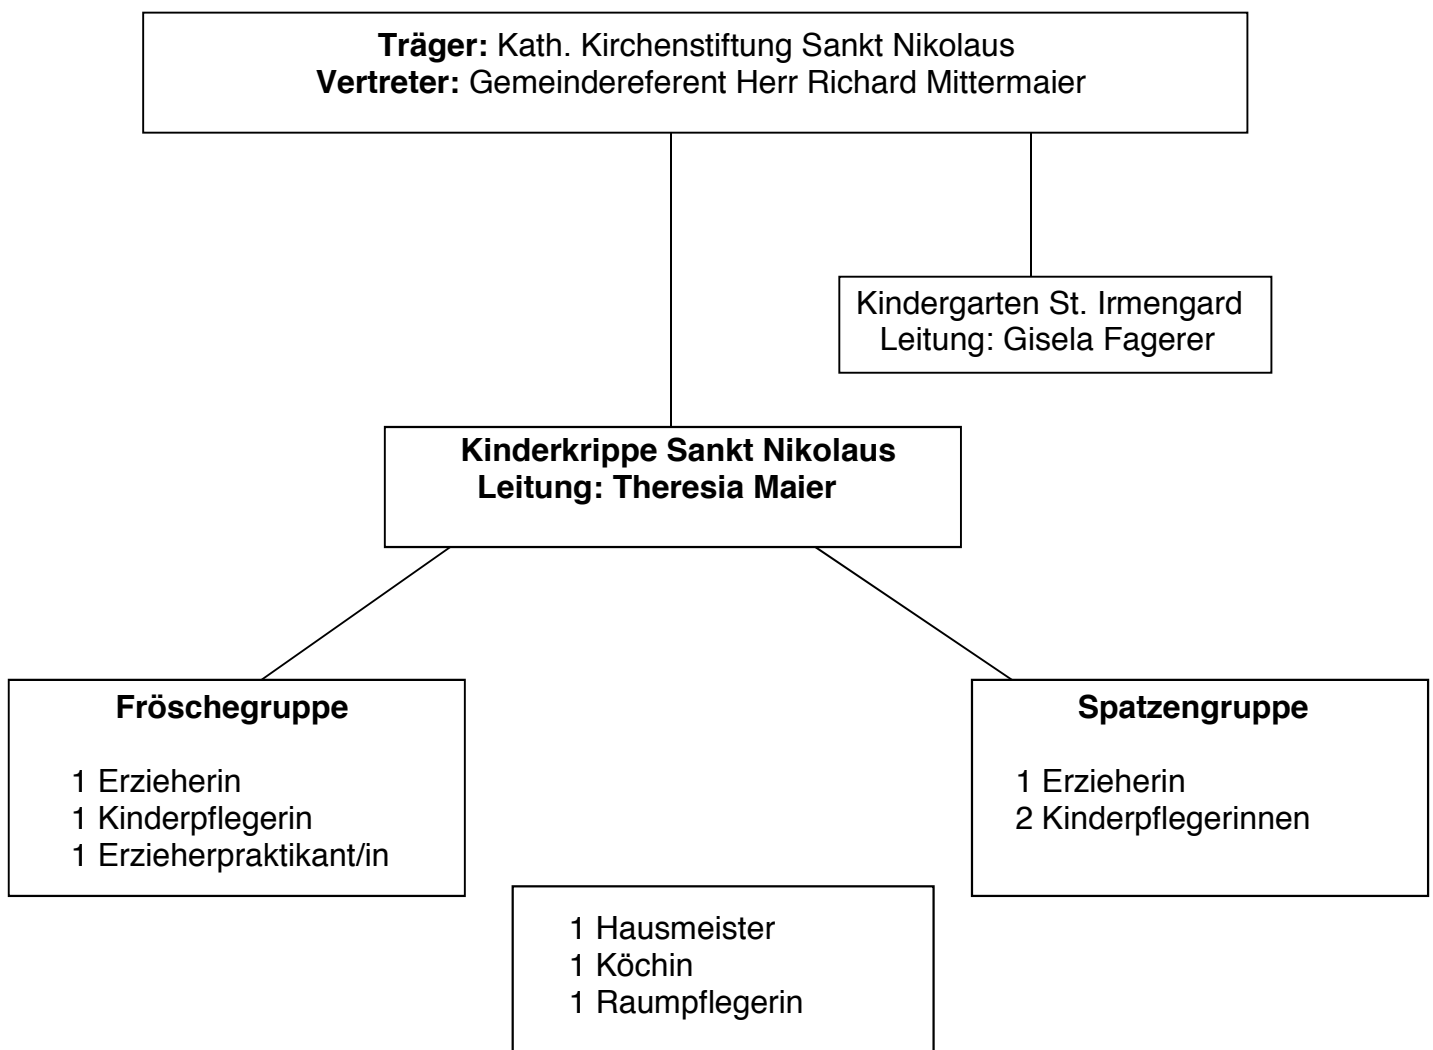 Träger: Kath. Kirchenstiftung Sankt Nikolaus
Vertreter: Gemeindereferent Herr Richard Mittermaier
Kindergarten St. Irmengard
Leitung: Gisela Fagerer
Kinderkrippe Sankt Nikolaus
Leitung: Theresia Maier
Fröschegruppe
1 Erzieherin
1 Kinderpflegerin
1 Erzieherpraktikant/in
Spatzengruppe
1 Erzieherin
2 Kinderpflegerinnen
1 Hausmeister
1 Köchin
1 Raumpflegerin